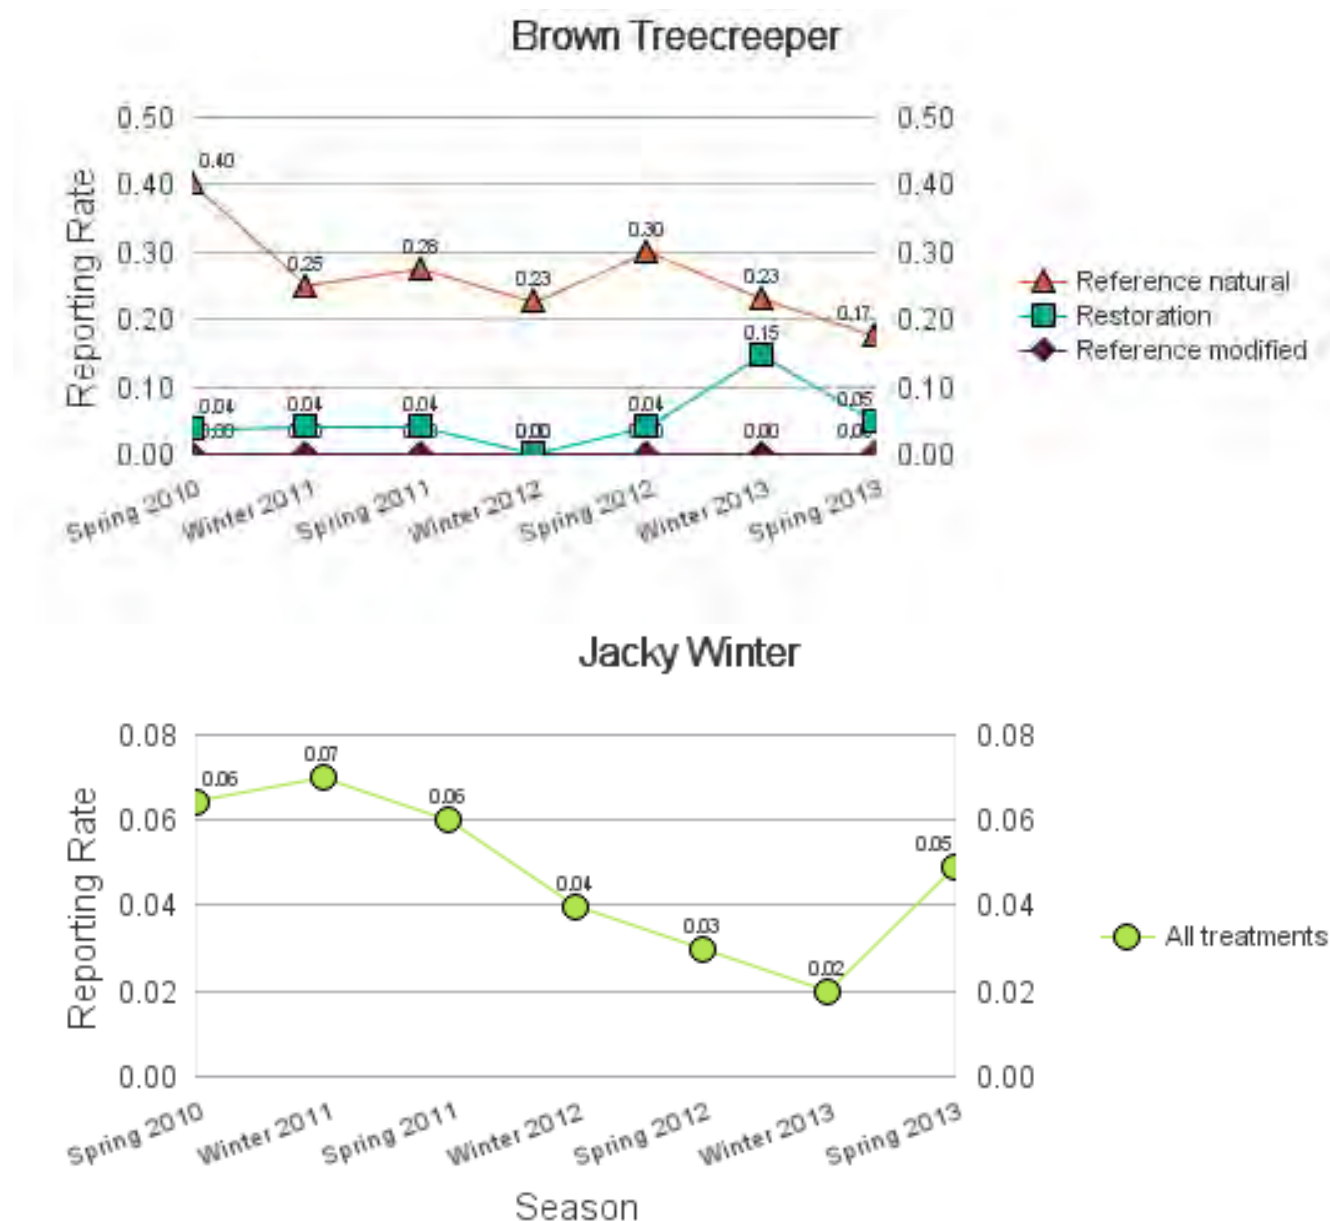 Brown Treecreeper
0.50 0.50
0.40
0.40 0.40
0.30
0.30 0.30
0.25 0.28 0.23 0.23
0.20 0.17 0.20
0.15
0.10 0.10
0.04 0.04 0.04 0.04 0.05
0.00 0.00 0.00 0.00
Reporting Rate
Spring 2010 Winter 2011 Spring 2011 Winter 2012 Spring 2012 Winter 2013 Spring 2013
Reference natural
Restoration
Reference modified
Jacky Winter
0.08 0.08
0.06 0.07
0.06 0.06 0.06
0.05
0.04
0.04 0.04
0.03
0.02
0.02 0.02
0.00 0.00
Reporting Rate
Spring 2010 Winter 2011 Spring 2011 Winter 2012 Spring 2012 Winter 2013 Spring 2013
Season
All treatments